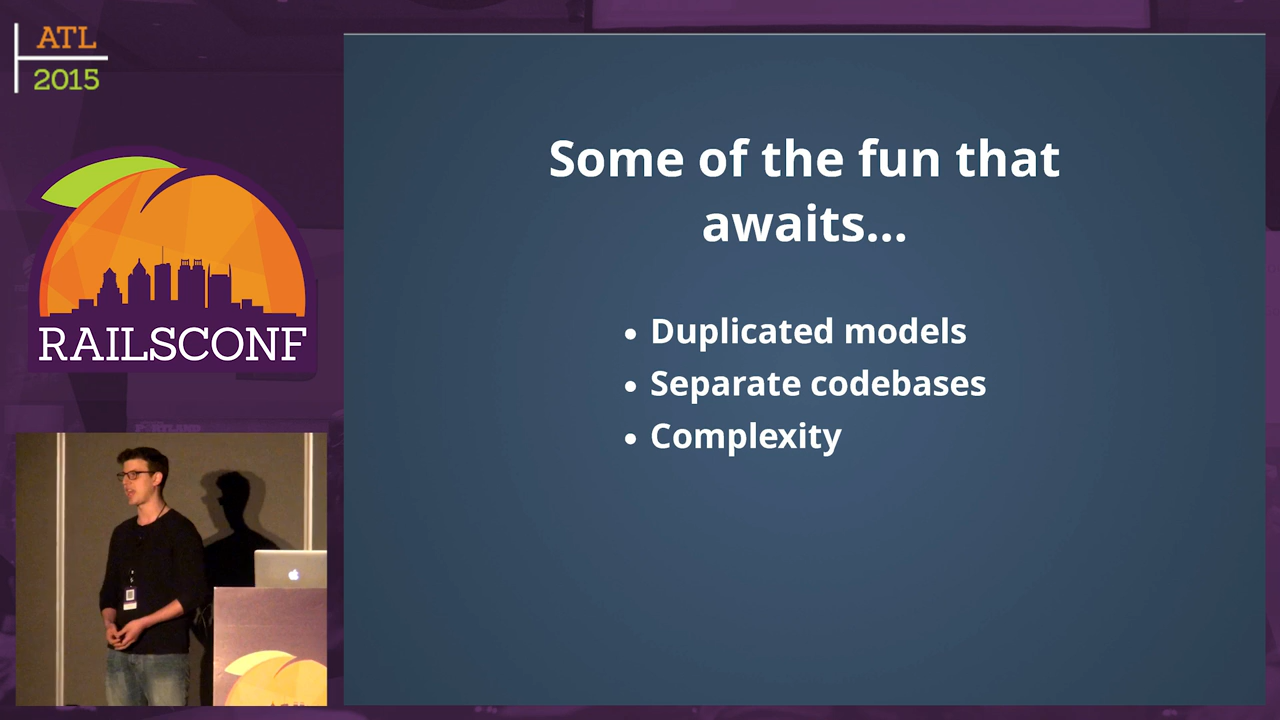 ATL
2015
RAILSCONF
Some of the fun that
awaits...
• Duplicated models
• Separate codebases
• Complexity